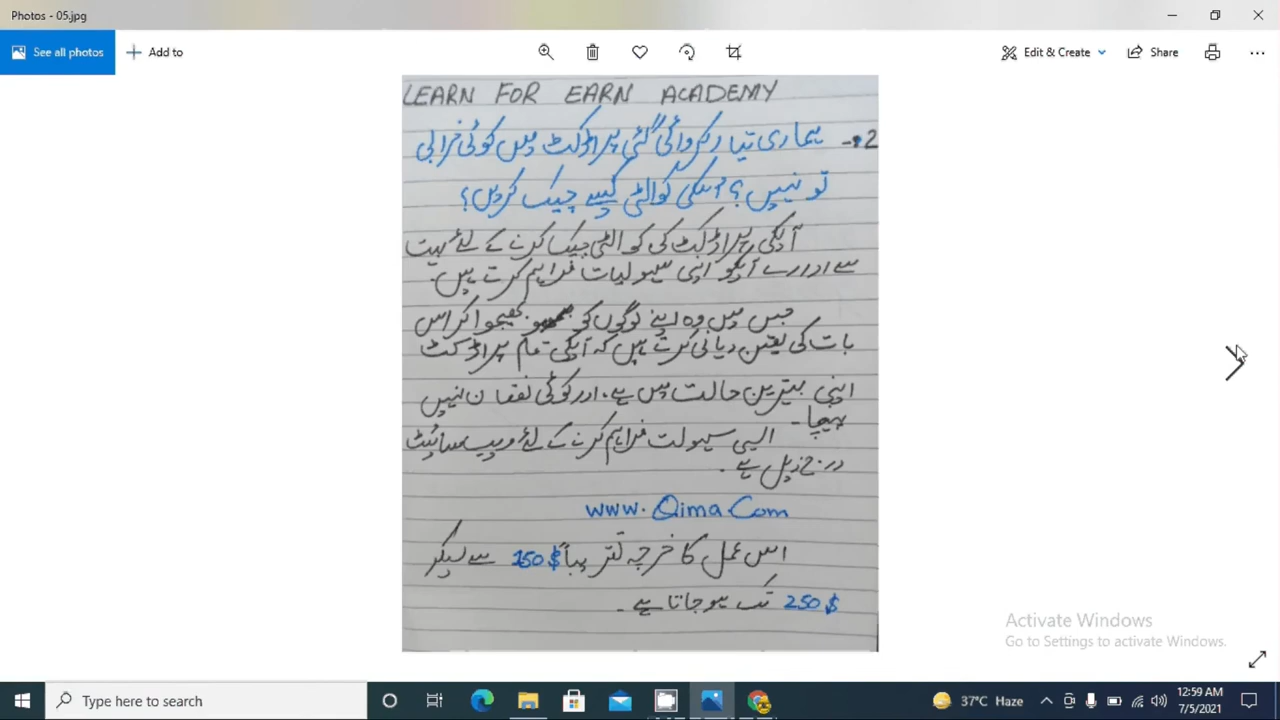 Photos - 05.jpg
See all photos
Add to
Edit & Create
Share
LEARN FOR EARN ACADEMY
2-- ہماری تیار کروائی گئی پراڈکٹ میں کوئی خرابی
تو نہیں؟ اسکی کوالٹی کیسے چیک کریں؟
آپکی پراڈکٹ کی کوالٹی چیک کرنے کے لئے بہت
سے ادارے آپکو اپنی سہولیات فراہم کرتے ہیں-
جس میں وہ اپنے لوگوں کو بھیجوا کر اس
بات کی یقین دہانی کرتے ہیں کہ آپکی تمام پراڈکٹ
اپنی بہترین حالت میں ہے، اور کوئی نقصان نہیں
پہنچا-
ایسی سہولت فراہم کرنے کے لئے ویب سائیٹ
درج ذیل ہے۔
www.Qima.Com
اس عمل کا خرچہ تقریباً 150$ سے لیکر
250$ تک ہو جاتا ہے-
Activate Windows
Go to Settings to activate Windows.
Type here to search
37°C Haze
12:59 AM
7/5/2021